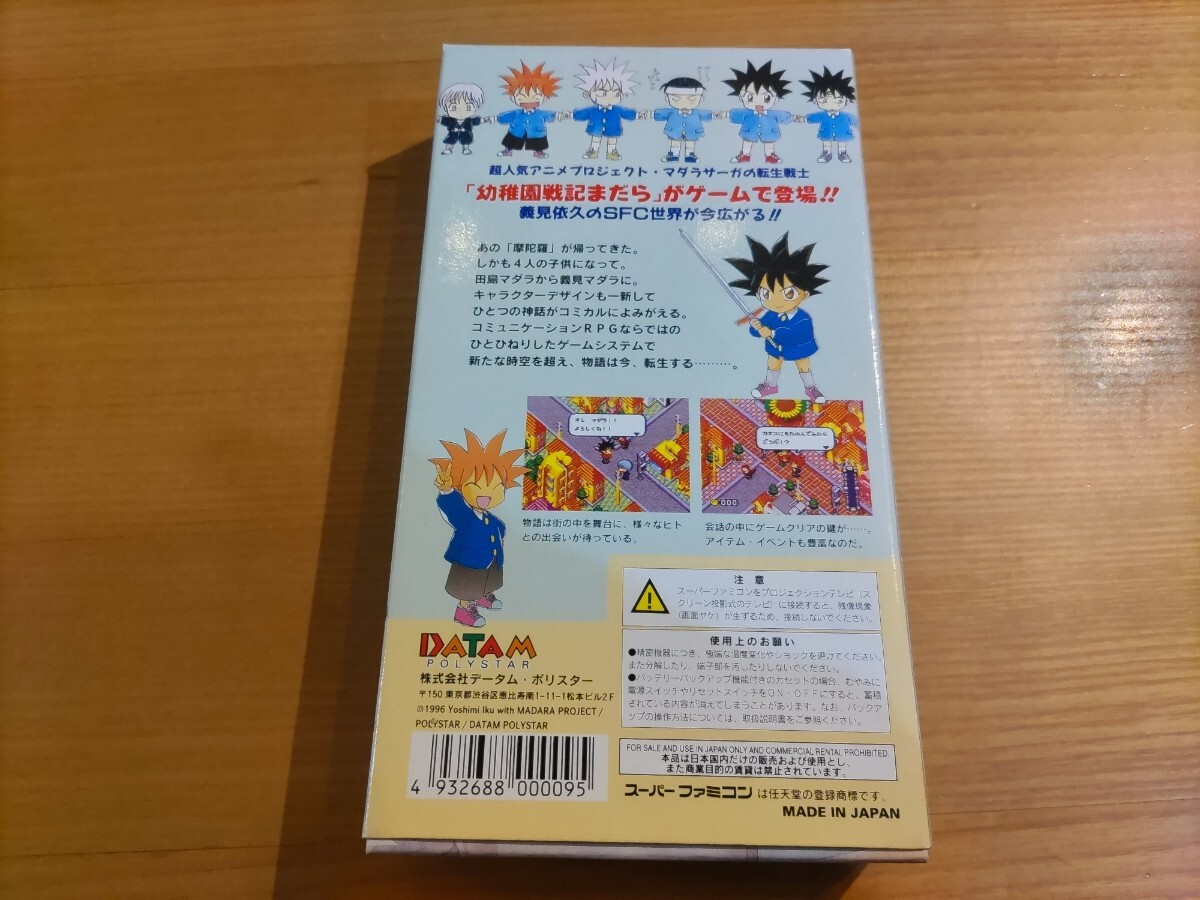 超人気アニメプロジェクト・マダラサーガの転生戦士
「幼稚園戦記まだら」がゲームで登場!!
義見依久のSFC世界が今広がる!!
あの「摩陀羅」が帰ってきた。
しかも4人の子供になって。
田島マダラから義見マダラに。
キャラクターデザインも一新して
ひとつの神話がコミカルによみがえる。
コミュニケーションRPGならではの
ひとひねりしたゲームシステムで
新たな時空を超え、物語は今、転生する………。
オレ マダラ!!
よろしくね!!
どうだ!?
000
物語は街の中を舞台に、様々なヒト
との出会いが待っている。
会話の中にゲームクリアの鍵が……。
アイテム・イベントも豊富なのだ。
注 意
スーパーファミコンをプロジェクションテレビ(ス
クリーン投影式のテレビ)に接続すると、残像現象
(画面ヤケ)が生ずるため、接続しないでください。
使用上のお願い
●精密機器につき、極端な温度変化やショックを避けてください。
また分解したり、端子部を汚したりしないでください。
●バッテリーバックアップ機能付きのカセットの場合、むやみに
電源スイッチやリセットスイッチをON・OFFにすると、蓄積
されている内容が消えてしまうことがあります。なお、バックア
ップの操作方法については、取扱説明書をご参照ください。
DATAM
POLYSTAR
株式会社データム・ポリスター
〒150 東京都渋谷区恵比寿南1-11-1松本ビル2F
©1996 Yoshimi Iku with MADARA PROJECT /
POLYSTAR / DATAM POLYSTAR
4 932688 000095
FOR SALE AND USE IN JAPAN ONLY AND COMMERCIAL RENTAL PROHIBITED.
本品は日本国内だけの販売および使用とし、
また商業目的の賃貸は禁止されています。
スーパーファミコンは任天堂の登録商標です。
MADE IN JAPAN